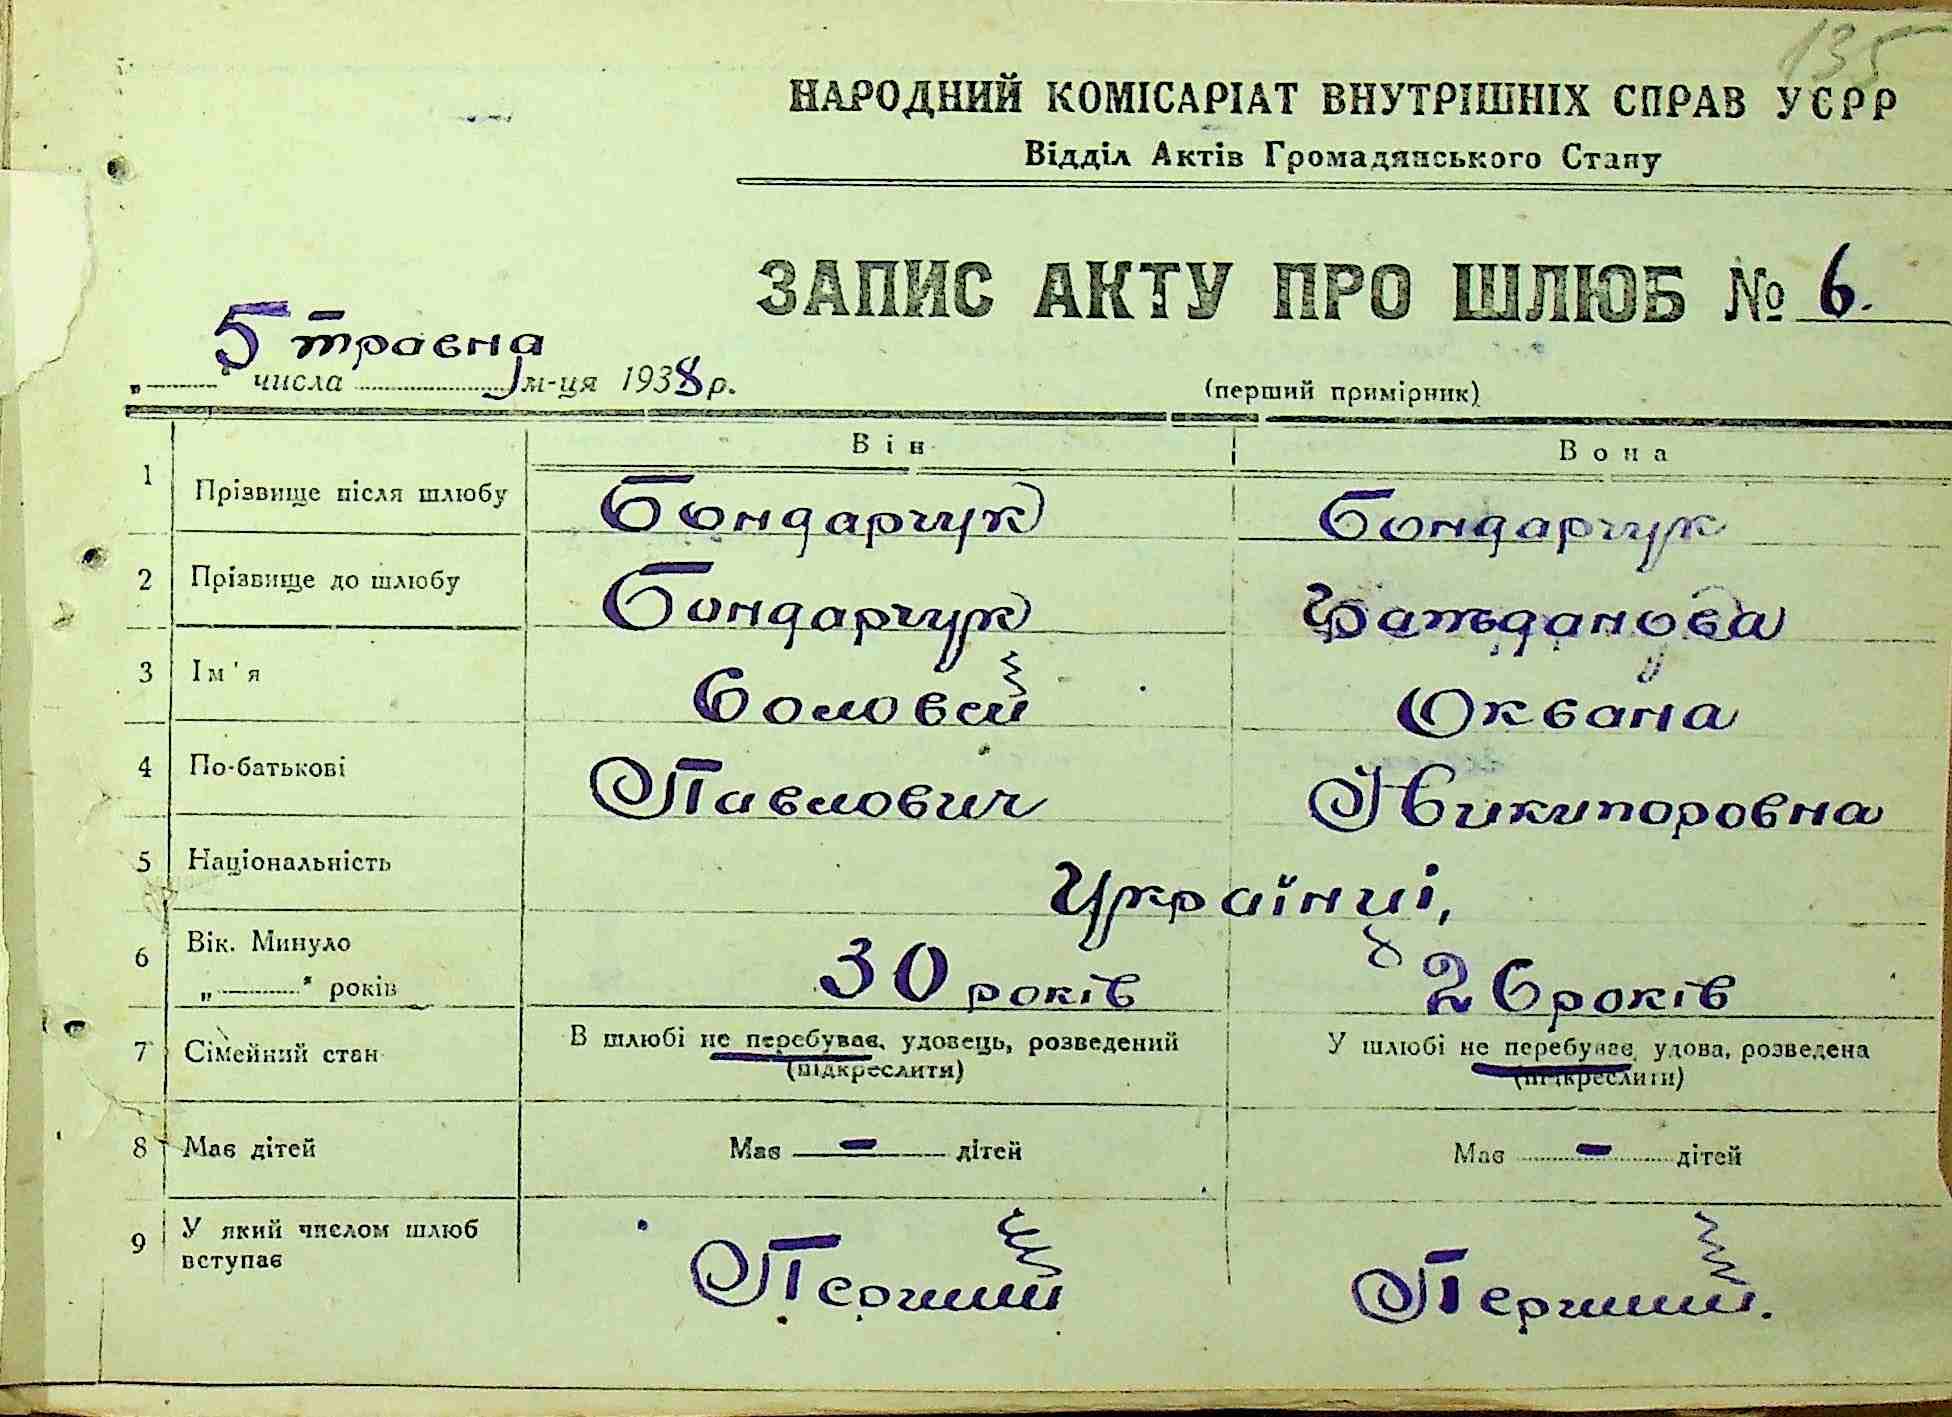 135
НАРОДНИЙ КОМІСАРІАТ ВНУТРІШНІХ СПРАВ УСРР
Відділ Актів Громадянського Стану
ЗАПИС АКТУ ПРО ШЛЮБ № 6.
5 травня
„ “ числа м-ця 1938 р.
(перший примірник)
Він Вона
1 Прізвище після шлюбу Бондарчук Бондарчук
2 Прізвище до шлюбу Бондарчук
3 Ім'я Соловей Оксана
4 По-батькові Павлович Никипоровна
5 Національність Українці,
6 Вік. Минуло
„ “ років 30 років 26 років
7 Сімейний стан В шлюбі не перебуває, удовець, розведений У шлюбі не перебуває, удова, розведена
(підкреслити) (підкреслити)
8 Має дітей Має — дітей Має — дітей
9 У який числом шлюб
вступає Перший Перший.